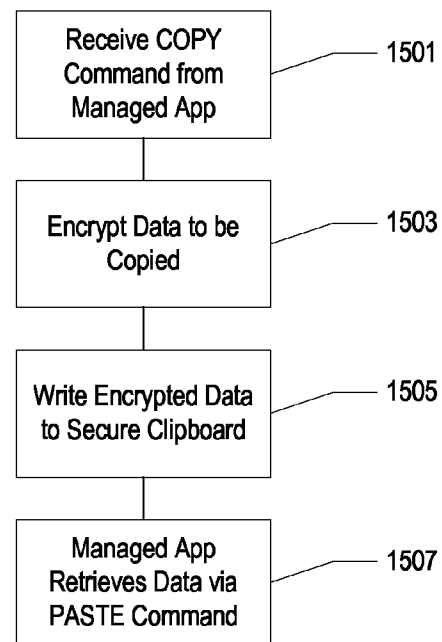 Receive COPY
Command from
Managed App
1501
Encrypt Data to be
Copied
1503
Write Encrypted Data
to Secure Clipboard
1505
Managed App
Retrieves Data via
PASTE Command
1507